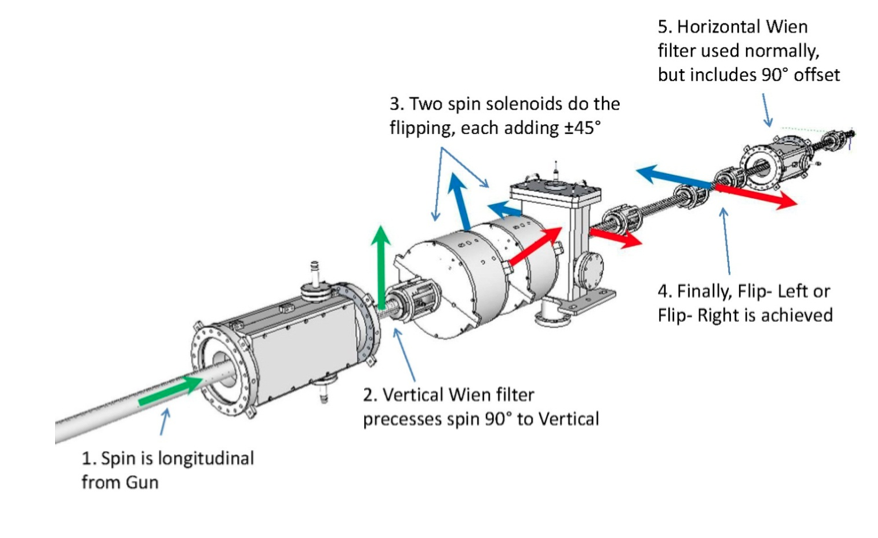 5. Horizontal Wien
filter used normally,
but includes 90° offset
3. Two spin solenoids do the
flipping, each adding ±45°
4. Finally, Flip- Left or
Flip- Right is achieved
2. Vertical Wien filter
precesses spin 90° to Vertical
1. Spin is longitudinal
from Gun